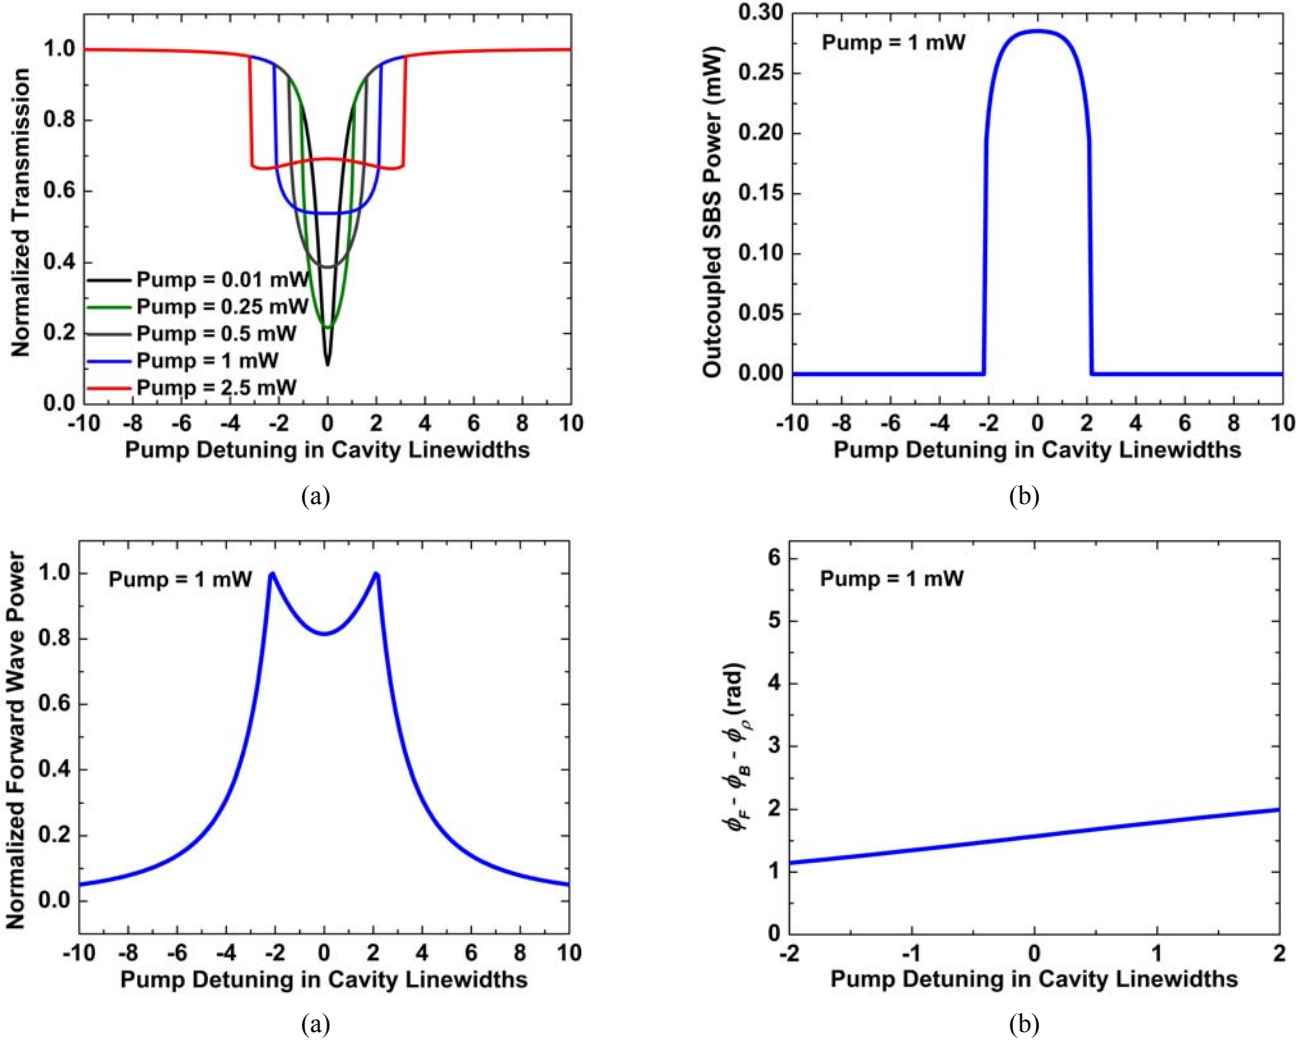 Normalized Transmission
1.0
0.8
0.6
0.4
0.2
0.0
Pump = 0.01 mW
Pump = 0.25 mW
Pump = 0.5 mW
Pump = 1 mW
Pump = 2.5 mW
-10 -8 -6 -4 -2 0 2 4 6 8 10
Pump Detuning in Cavity Linewidths
(a)
Outcoupled SBS Power (mW)
0.30
0.25
0.20
0.15
0.10
0.05
0.00
Pump = 1 mW
-10 -8 -6 -4 -2 0 2 4 6 8 10
Pump Detuning in Cavity Linewidths
(b)
Normalized Forward Wave Power
1.0
0.8
0.6
0.4
0.2
0.0
Pump = 1 mW
-10 -8 -6 -4 -2 0 2 4 6 8 10
Pump Detuning in Cavity Linewidths
(a)
ϕF - ϕB - ϕρ (rad)
6
5
4
3
2
1
0
Pump = 1 mW
-2 -1 0 1 2
Pump Detuning in Cavity Linewidths
(b)